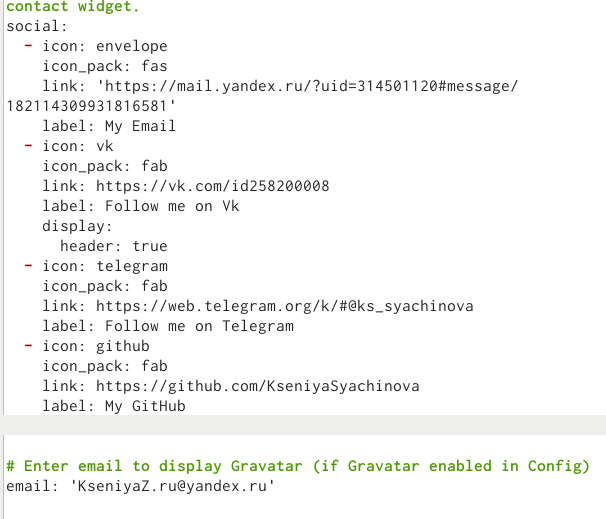 contact widget.
social:
  - icon: envelope
    icon_pack: fas
    link: 'https://mail.yandex.ru/?uid=314501120#message/
182114309931816581'
    label: My Email
  - icon: vk
    icon_pack: fab
    link: https://vk.com/id258200008
    label: Follow me on Vk
    display:
      header: true
  - icon: telegram
    icon_pack: fab
    link: https://web.telegram.org/k/#@ks_syachinova
    label: Follow me on Telegram
  - icon: github
    icon_pack: fab
    link: https://github.com/KseniyaSyachinova
    label: My GitHub
# Enter email to display Gravatar (if Gravatar enabled in Config)
email: 'KseniyaZ.ru@yandex.ru'